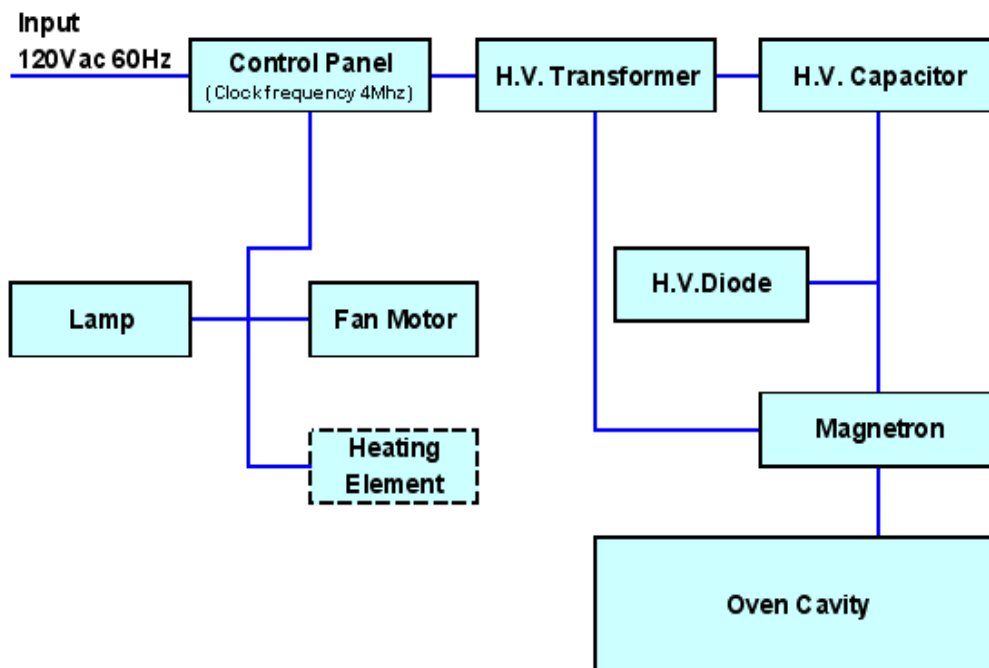 Input
120Vac 60Hz
Control Panel
(Clock frequency 4Mhz)
H.V. Transformer
H.V. Capacitor
H.V.Diode
Lamp
Fan Motor
Magnetron
Heating
Element
Oven Cavity